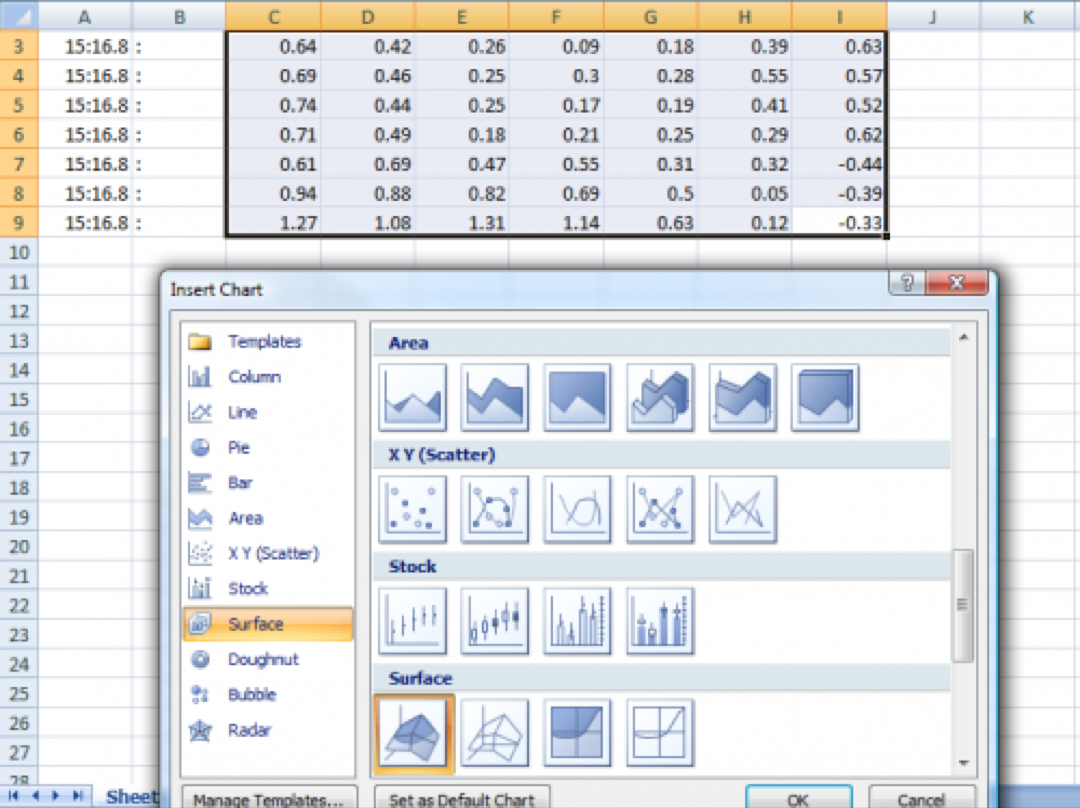 A B C D E F G H I J K
3 15:16.8 : 0.64 0.42 0.26 0.09 0.18 0.39 0.63
4 15:16.8 : 0.69 0.46 0.25 0.3 0.28 0.55 0.57
5 15:16.8 : 0.74 0.44 0.25 0.17 0.19 0.41 0.52
6 15:16.8 : 0.71 0.49 0.18 0.21 0.25 0.29 0.62
7 15:16.8 : 0.61 0.69 0.47 0.55 0.31 0.32 -0.44
8 15:16.8 : 0.94 0.88 0.82 0.69 0.5 0.05 -0.39
9 15:16.8 : 1.27 1.08 1.31 1.14 0.63 0.12 -0.33
10
11
12
13
14
15
16
17
18
19
20
21
22
23
24
25
26
27
28
Insert Chart ?
Templates
Column
Line
Pie
Bar
Area
X Y (Scatter)
Stock
Surface
Doughnut
Bubble
Radar
Area
X Y (Scatter)
Stock
Surface
Manage Templates... Set as Default Chart OK Cancel
Sheet